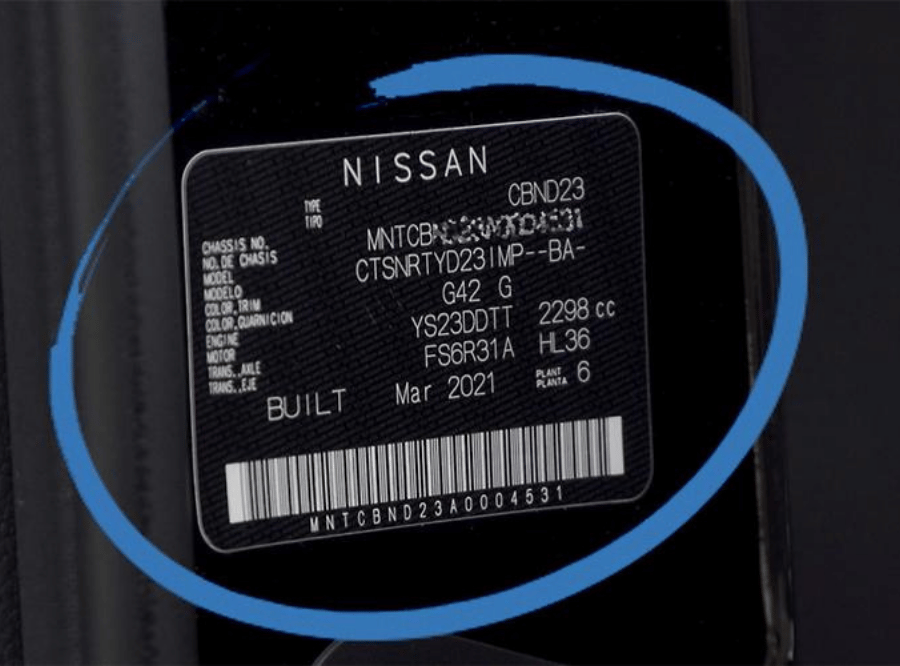 NISSAN
TYPE
TIPO
CBND23
CHASSIS NO.
NO. DE CHASIS
MODEL
MODELO
CTSNRTYD23IMP--BA-
COLOR,TRIM
COLOR,GUARNICION
G42 G
ENGINE
MOTOR
YS23DDTT 2298 cc
TRANS.,AXLE
TRANS.,EJE
FS6R31A HL36
BUILT Mar 2021
PLANT
PLANTA 6
MNTCBND23A0004531